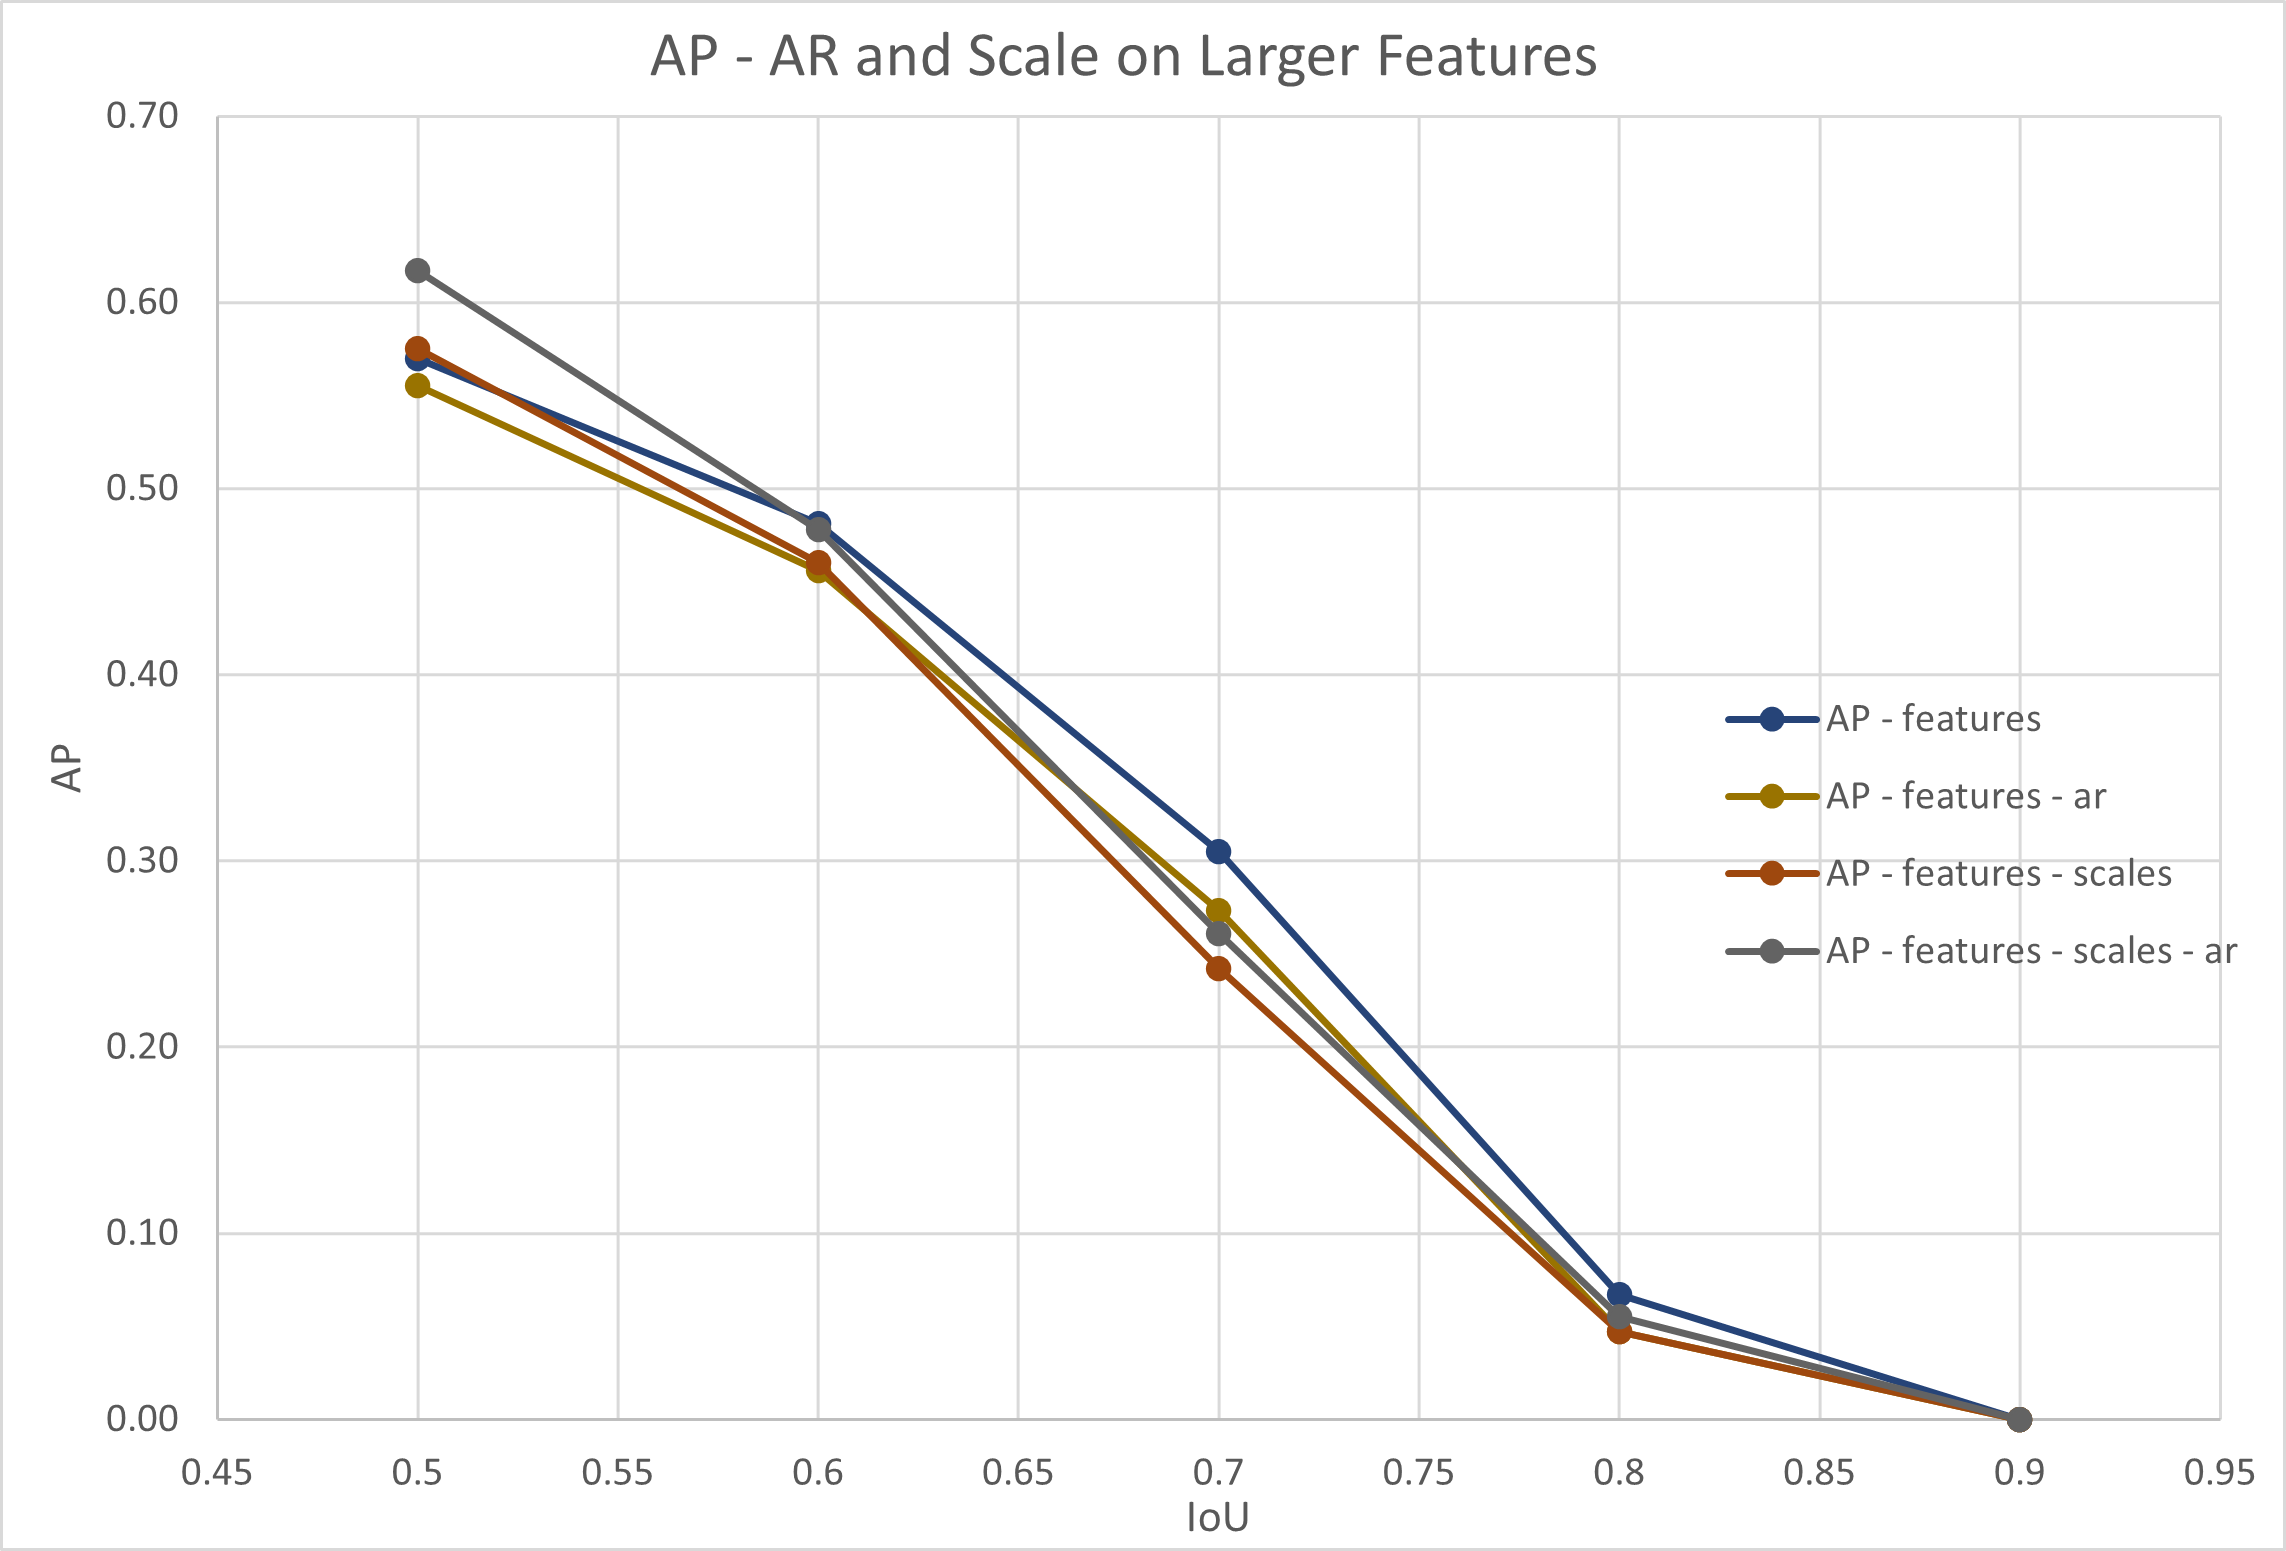 AP - AR and Scale on Larger Features
0.70
0.60
0.50
0.40
0.30
0.20
0.10
0.00
AP
AP - features
AP - features - ar
AP - features - scales
AP - features - scales - ar
0.45 0.5 0.55 0.6 0.65 0.7 0.75 0.8 0.85 0.9 0.95
IoU